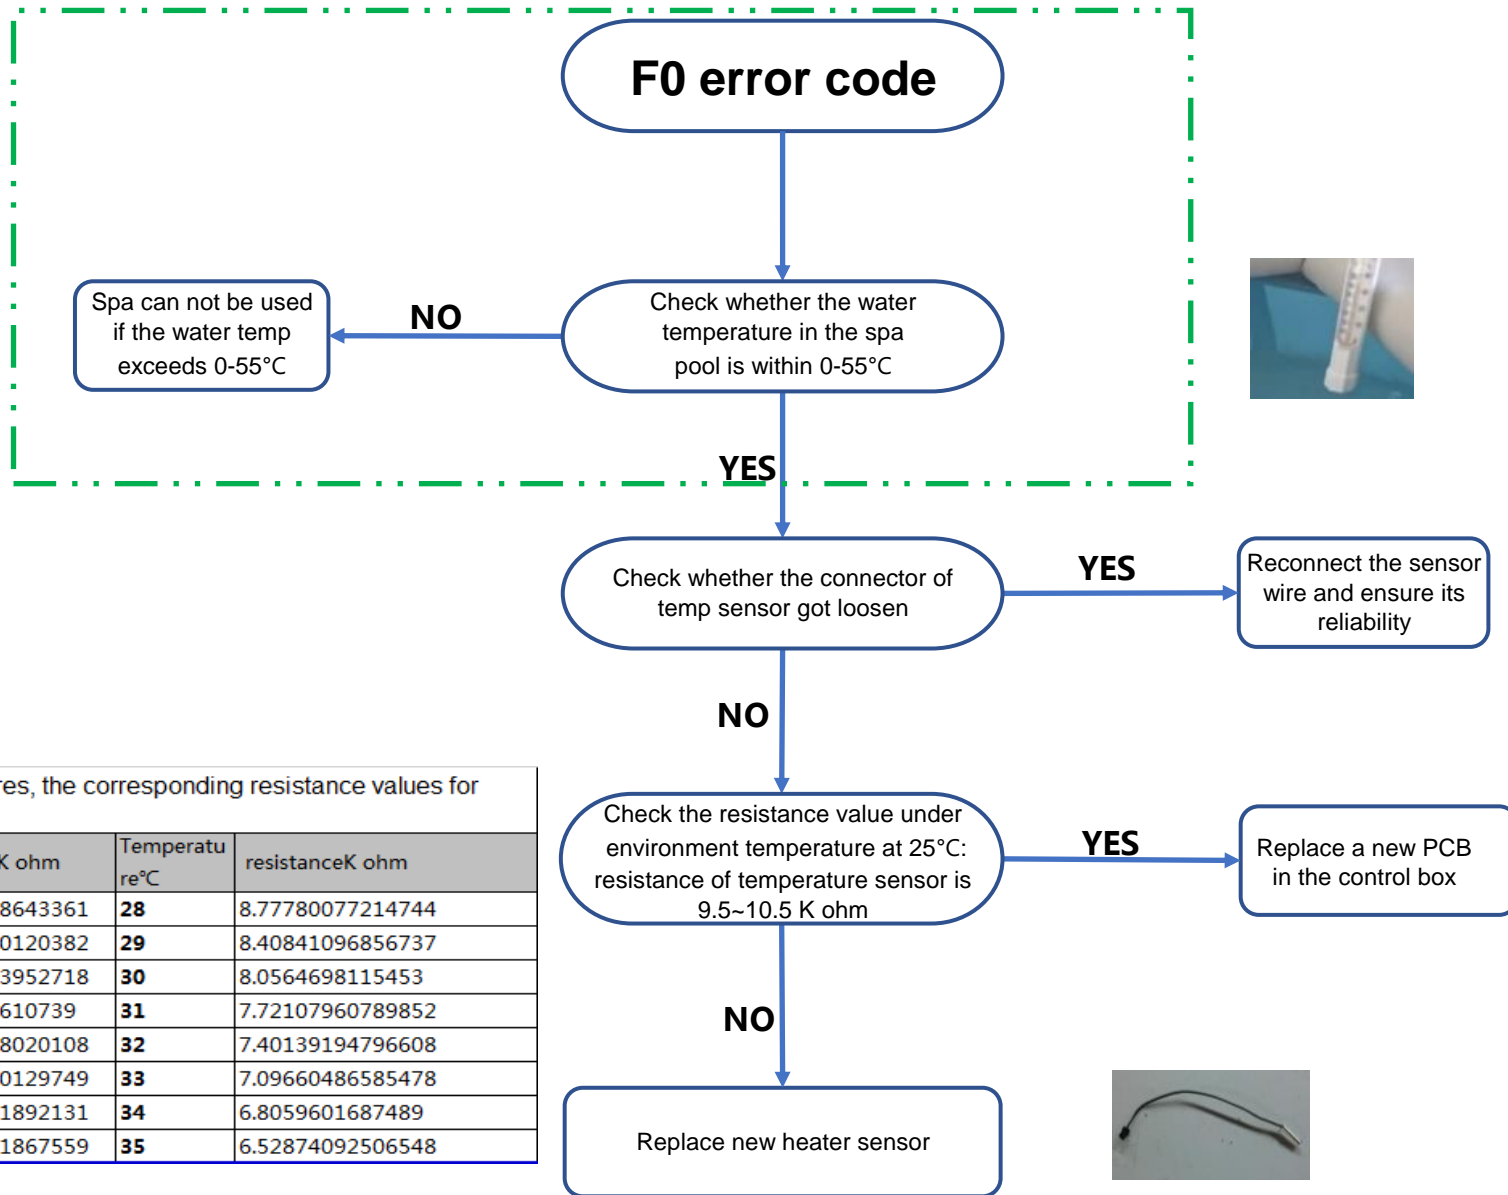 F0 error code
Spa can not be used
if the water temp
exceeds 0-55°C
NO
Check whether the water
temperature in the spa
pool is within 0-55°C
YES
Check whether the connector of
temp sensor got loosen
YES
Reconnect the sensor
wire and ensure its
reliability
NO
Check the resistance value under
environment temperature at 25°C:
resistance of temperature sensor is
9.5~10.5 K ohm
YES
Replace a new PCB
in the control box
NO
Replace new heater sensor
res, the corresponding resistance values for
K ohm Temperatu
re°C resistanceK ohm
8643361 28 8.77780077214744
0120382 29 8.40841096856737
3952718 30 8.0564698115453
610739 31 7.72107960789852
8020108 32 7.40139194796608
0129749 33 7.09660486585478
1892131 34 6.8059601687489
1867559 35 6.52874092506548